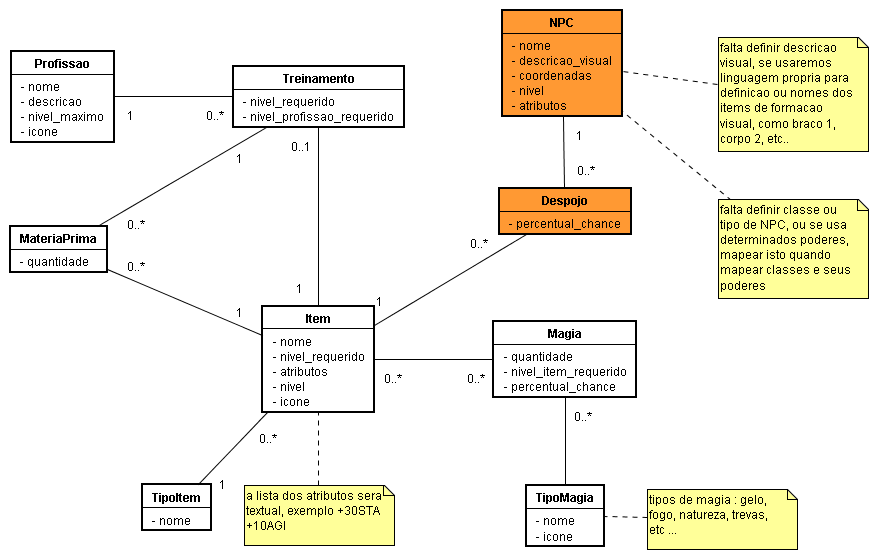 Profissao
- nome
- descricao
- nivel_maximo
- icone
1
0..*
Treinamento
- nivel_requerido
- nivel_profissao_requerido
1
0..1
NPC
- nome
- descricao_visual
- coordenadas
- nivel
- atributos
1
0..*
falta definir descricao
visual, se usaremos
linguagem propria para
definicao ou nomes dos
items de formacao
visual, como braco 1,
corpo 2, etc..
Despojo
- percentual_chance
0..*
1
falta definir classe ou
tipo de NPC, ou se usa
determinados poderes,
mapear isto quando
mapear classes e seus
poderes
0..*
MateriaPrima
- quantidade
0..*
1
1
Item
- nome
- nivel_requerido
- atributos
- nivel
- icone
0..*
0..*
Magia
- quantidade
- nivel_item_requerido
- percentual_chance
0..*
0..*
1
TipoItem
- nome
a lista dos atributos sera
textual, exemplo +30STA
+10AGI
TipoMagia
- nome
- icone
tipos de magia : gelo,
fogo, natureza, trevas,
etc ...